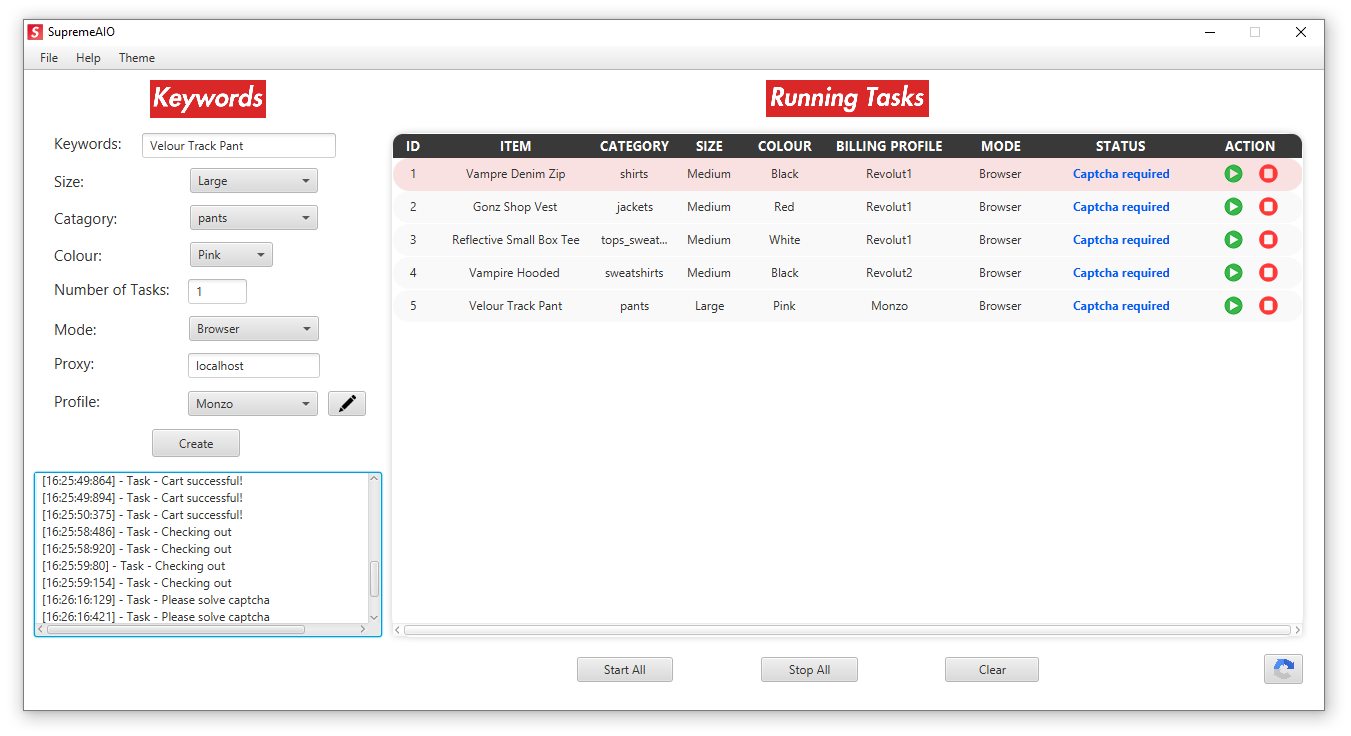 S SupremeAIO
File Help Theme
Keywords
Running Tasks
Keywords: Velour Track Pant
Size: Large
Catagory: pants
Colour: Pink
Number of Tasks: 1
Mode: Browser
Proxy: localhost
Profile: Monzo
Create
[16:25:49:864] - Task - Cart successful!
[16:25:49:894] - Task - Cart successful!
[16:25:50:375] - Task - Cart successful!
[16:25:58:486] - Task - Checking out
[16:25:58:920] - Task - Checking out
[16:25:59:80] - Task - Checking out
[16:25:59:154] - Task - Checking out
[16:26:16:129] - Task - Please solve captcha
[16:26:16:421] - Task - Please solve captcha
ID ITEM CATEGORY SIZE COLOUR BILLING PROFILE MODE STATUS ACTION
1 Vampre Denim Zip shirts Medium Black Revolut1 Browser Captcha required
2 Gonz Shop Vest jackets Medium Red Revolut1 Browser Captcha required
3 Reflective Small Box Tee tops_sweat... Medium White Revolut1 Browser Captcha required
4 Vampire Hooded sweatshirts Medium Black Revolut2 Browser Captcha required
5 Velour Track Pant pants Large Pink Monzo Browser Captcha required
Start All Stop All Clear